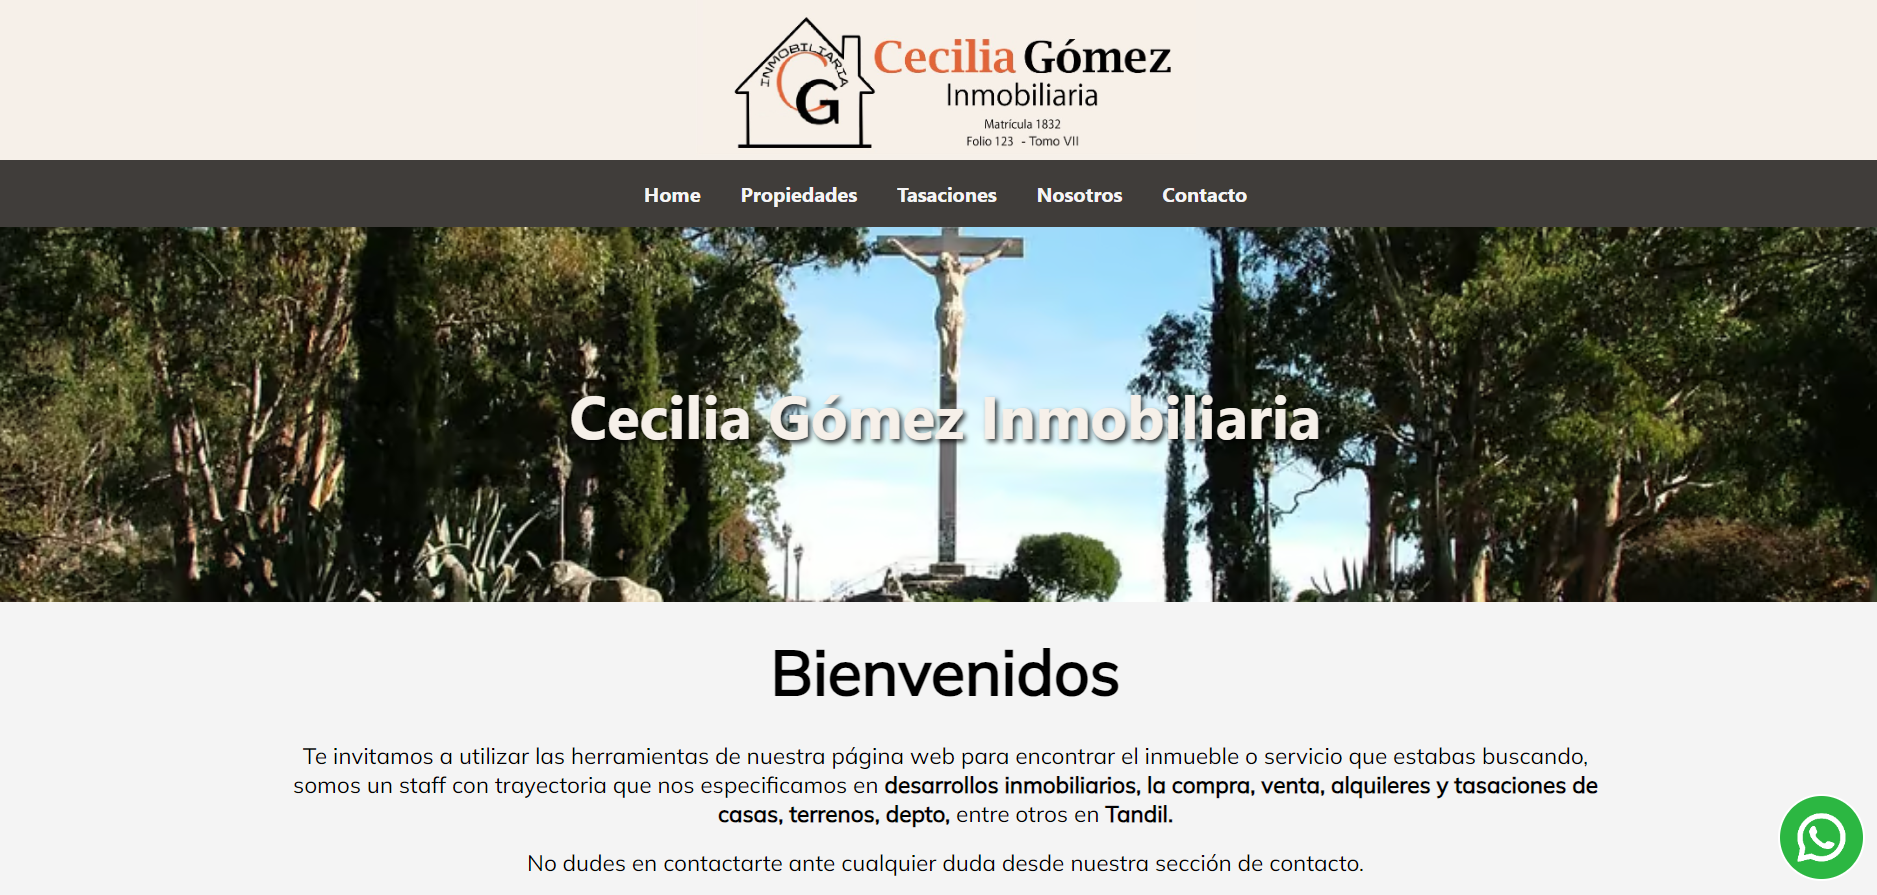 INMOBILIARIA
CG
Cecilia Gómez
Inmobiliaria
Matrícula 1832
Folio 123 - Tomo VII
Home Propiedades Tasaciones Nosotros Contacto
Cecilia Gómez Inmobiliaria
Bienvenidos
Te invitamos a utilizar las herramientas de nuestra página web para encontrar el inmueble o servicio que estabas buscando,
somos un staff con trayectoria que nos especificamos en desarrollos inmobiliarios, la compra, venta, alquileres y tasaciones de
casas, terrenos, depto, entre otros en Tandil.
No dudes en contactarte ante cualquier duda desde nuestra sección de contacto.